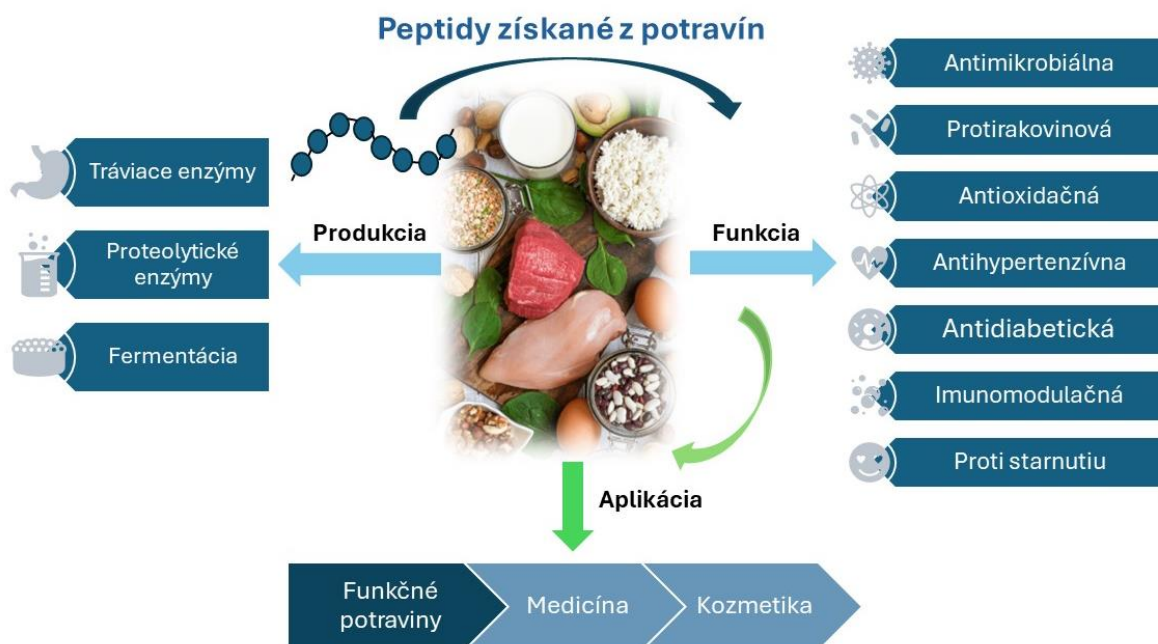 Peptidy získané z potravín
Tráviace enzýmy
Proteolytické
enzýmy
Fermentácia
Produkcia
Funkcia
Antimikrobiálna
Protirakovinová
Antioxidačná
Antihypertenzívna
Antidiabetická
Imunomodulačná
Proti starnutiu
Aplikácia
Funkčné
potraviny
Medicína
Kozmetika